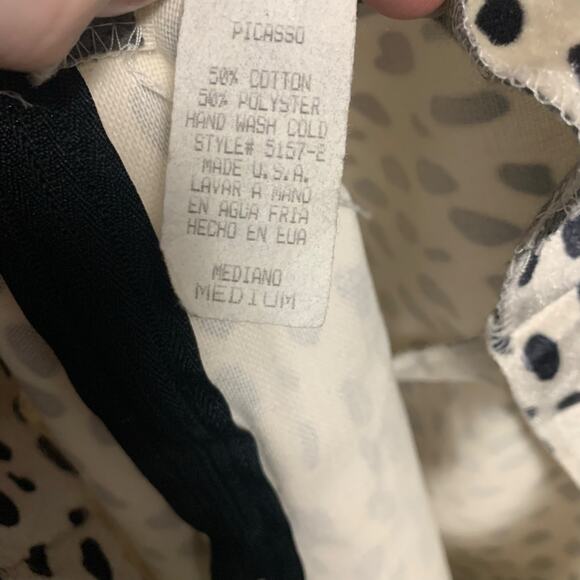 PICASSO
50% COTTON
50% POLYSTER
HAND WASH COLD
STYLE# 5157-2
MADE U.S.A.
LAVAR A MANO
EN AGUA FRIA
HECHO EN EUA
MEDIANO
MEDIUM